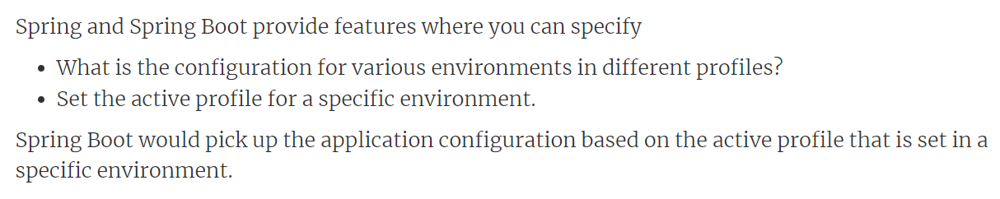 Spring and Spring Boot provide features where you can specify
• What is the configuration for various environments in different profiles?
• Set the active profile for a specific environment.
Spring Boot would pick up the application configuration based on the active profile that is set in a
specific environment.